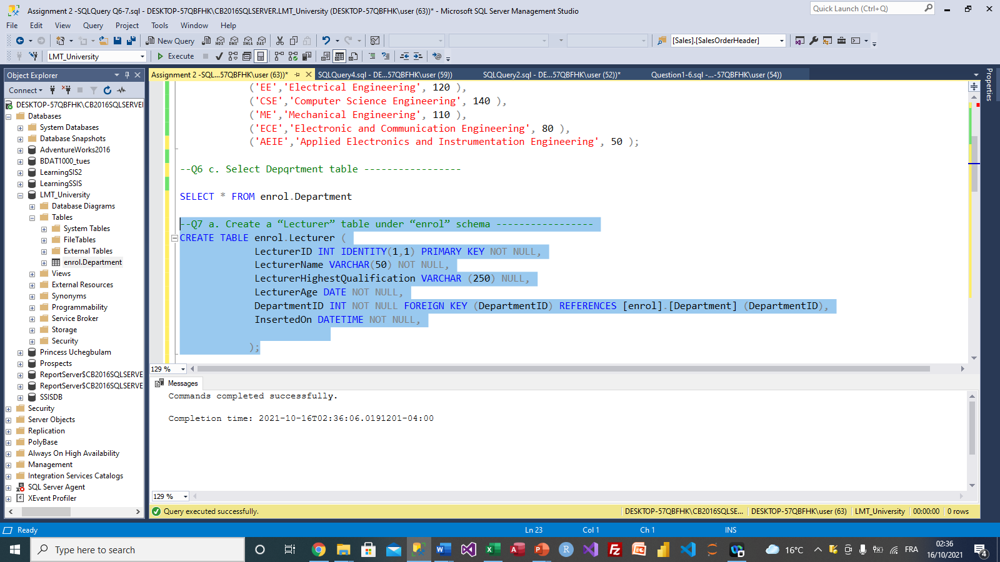 Assignment 2 -SQLQuery Q6-7.sql - DESKTOP-57QBFHK\CB2016SQLSERVER.LMT_University (DESKTOP-57QBFHK\user (63))* - Microsoft SQL Server Management Studio
Quick Launch (Ctrl+Q)
File Edit View Query Project Tools Window Help
New Query
MDX DMX XMLA DAX
[Sales].[SalesOrderHeader]
LMT_University
Execute
Object Explorer
Assignment 2 -SQL...57QBFHK\user (63))* SQLQuery4.sql - DE...57QBFHK\user (59)) SQLQuery2.sql - DE...57QBFHK\user (52))* Question1-6.sql -...-57QBFHK\user (54))
Properties
Connect
DESKTOP-57QBFHK\CB2016SQLSERVE
Databases
System Databases
Database Snapshots
AdventureWorks2016
BDAT1000_tues
LearningSIS2
LearningSSIS
LMT_University
Database Diagrams
Tables
System Tables
FileTables
External Tables
enrol.Department
Views
External Resources
Synonyms
Programmability
Service Broker
Storage
Security
Princess Uchegbulam
Prospects
ReportServer$CB2016SQLSERVE
ReportServer$CB2016SQLSERVE
SSISDB
Security
Server Objects
Replication
PolyBase
Always On High Availability
Management
Integration Services Catalogs
SQL Server Agent
XEvent Profiler
('EE','Electrical Engineering', 120 ),
('CSE','Computer Science Engineering', 140 ),
('ME','Mechanical Engineering', 110 ),
('ECE','Electronic and Communication Engineering', 80 ),
('AEIE','Applied Electronics and Instrumentation Engineering', 50 );
--Q6 c. Select Depqrtment table -----------------
SELECT * FROM enrol.Department
--Q7 a. Create a “Lecturer” table under “enrol” schema -----------------
CREATE TABLE enrol.Lecturer (
LecturerID INT IDENTITY(1,1) PRIMARY KEY NOT NULL,
LecturerName VARCHAR(50) NOT NULL,
LecturerHighestQualification VARCHAR (250) NULL,
LecturerAge DATE NOT NULL,
DepartmentID INT NOT NULL FOREIGN KEY (DepartmentID) REFERENCES [enrol].[Department] (DepartmentID),
InsertedOn DATETIME NOT NULL,
);
129 %
Messages
Commands completed successfully.
Completion time: 2021-10-16T02:36:06.0191201-04:00
129 %
Query executed successfully.
DESKTOP-57QBFHK\CB2016SQLSE... DESKTOP-57QBFHK\user (63) LMT_University 00:00:00 0 rows
Ready Ln 23 Col 1 Ch 1 INS
Type here to search
16°C
FRA
02:36
16/10/2021
4